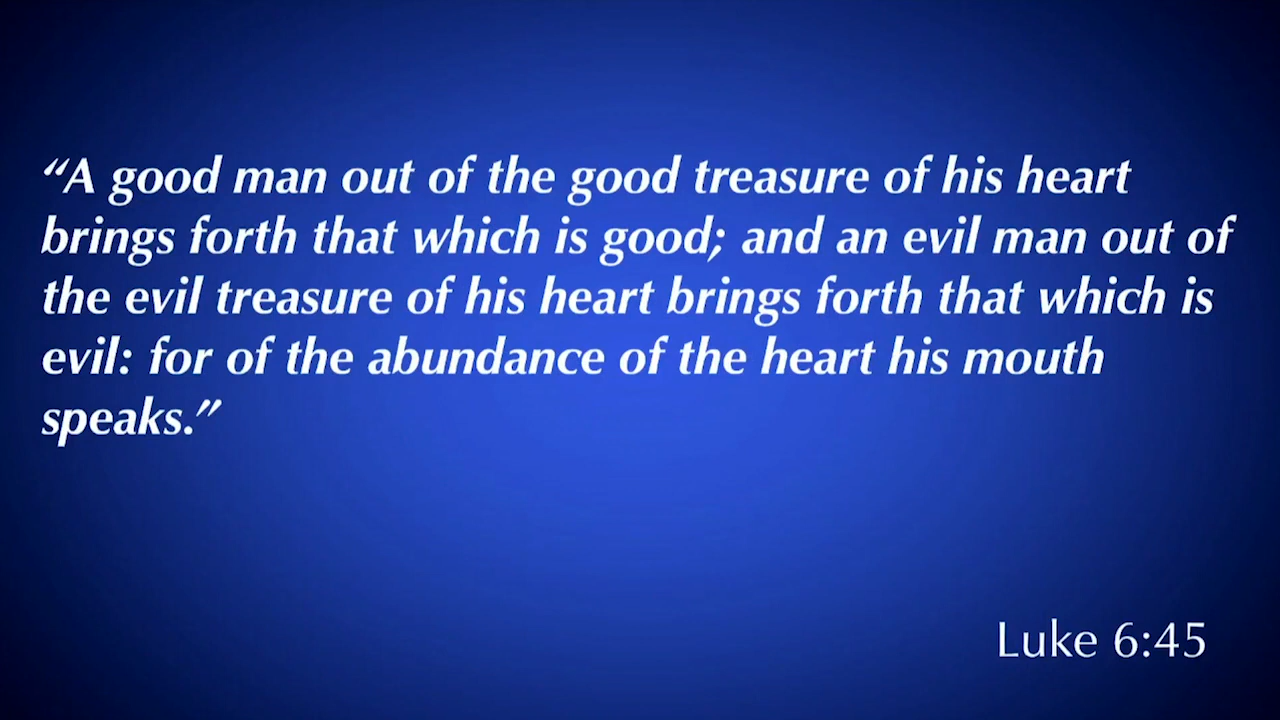 “A good man out of the good treasure of his heart
brings forth that which is good; and an evil man out of
the evil treasure of his heart brings forth that which is
evil: for of the abundance of the heart his mouth
speaks.”
Luke 6:45